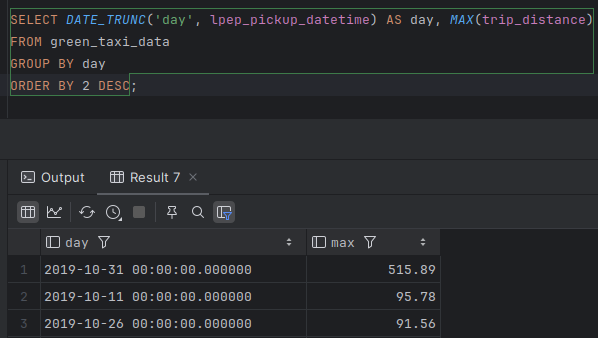 SELECT DATE_TRUNC('day', lpep_pickup_datetime) AS day, MAX(trip_distance)
FROM green_taxi_data
GROUP BY day
ORDER BY 2 DESC;
Output Result 7 ×
day max
1 2019-10-31 00:00:00.000000 515.89
2 2019-10-11 00:00:00.000000 95.78
3 2019-10-26 00:00:00.000000 91.56